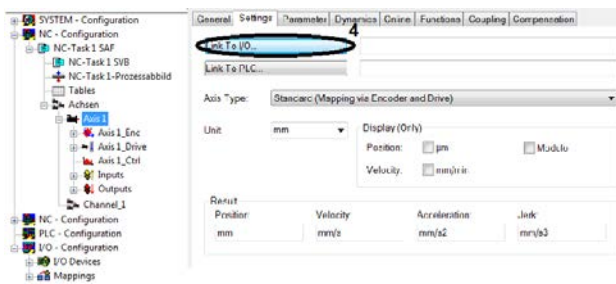 SYSTEM - Configuration
NC - Configuration
NC-Task 1 SAF
NC-Task 1 SVB
NC-Task 1-Prozessabbild
Tables
Achsen
Axis 1
Axis 1_Enc
Axis 1_Drive
Axis 1_Ctrl
Inputs
Outputs
Channel_1
NC - Configuration
PLC - Configuration
I/O - Configuration
I/O Devices
Mappings
General Settings Parameter Dynamics Online Functions Coupling Compensation
4
Link To I/O...
Link To PLC...
Axis Type: Standard (Mapping via Encoder and Drive)
Unit: mm
Display (Only)
Position: µm Modulo
Velocity: mm/min
Result
Position: Velocity: Acceleration: Jerk:
mm mm/s mm/s2 mm/s3